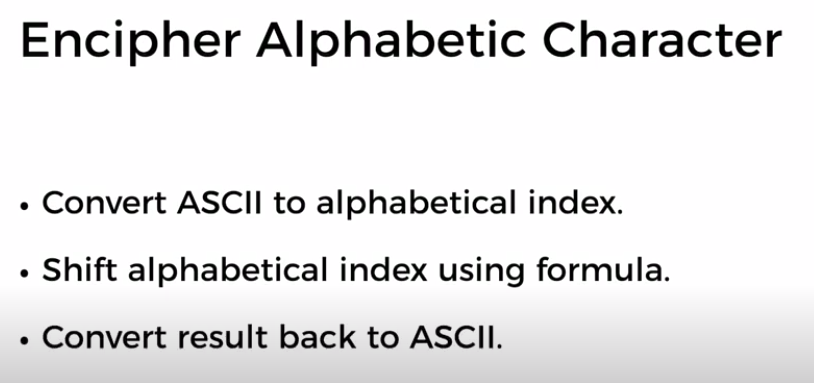 Encipher Alphabetic Character
• Convert ASCII to alphabetical index.
• Shift alphabetical index using formula.
• Convert result back to ASCII.